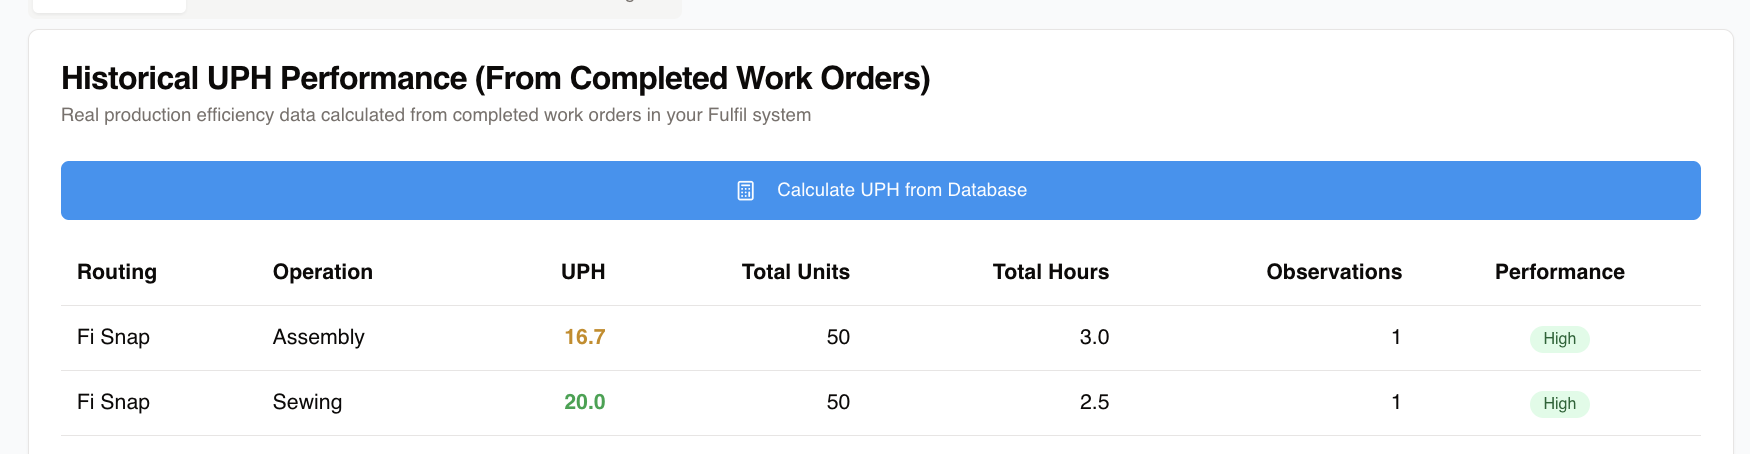 Historical UPH Performance (From Completed Work Orders)
Real production efficiency data calculated from completed work orders in your Fulfil system
Calculate UPH from Database
Routing Operation UPH Total Units Total Hours Observations Performance
Fi Snap Assembly 16.7 50 3.0 1 High
Fi Snap Sewing 20.0 50 2.5 1 High